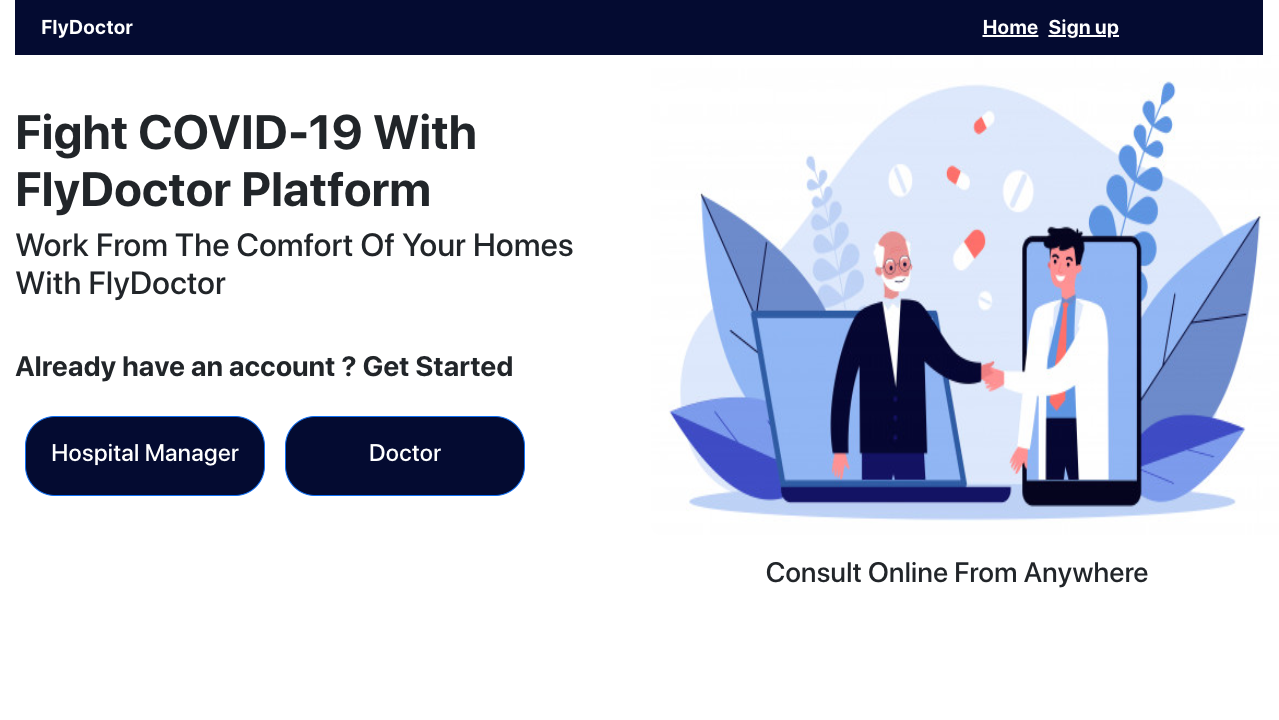 FlyDoctor
Home Sign up
Fight COVID-19 With
FlyDoctor Platform
Work From The Comfort Of Your Homes
With FlyDoctor
Already have an account ? Get Started
Hospital Manager
Doctor
Consult Online From Anywhere